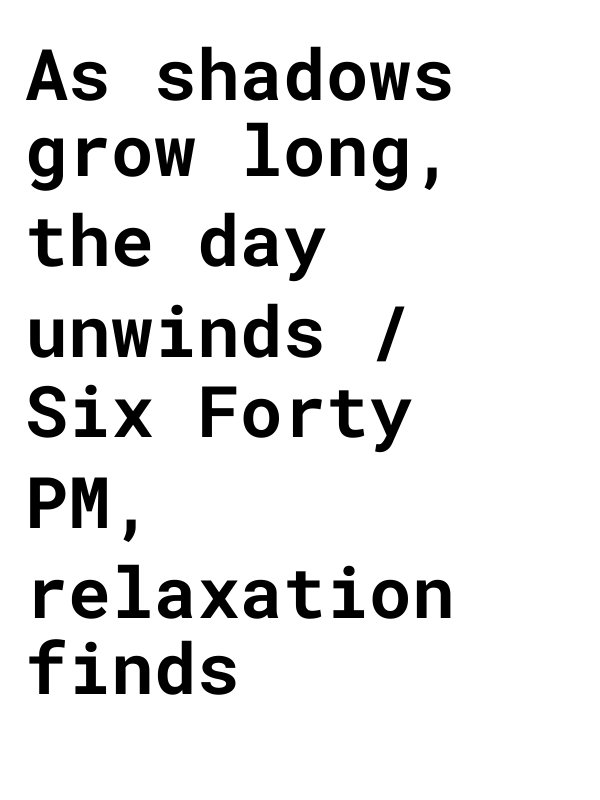 As shadows
grow long,
the day
unwinds /
Six Forty
PM,
relaxation
finds